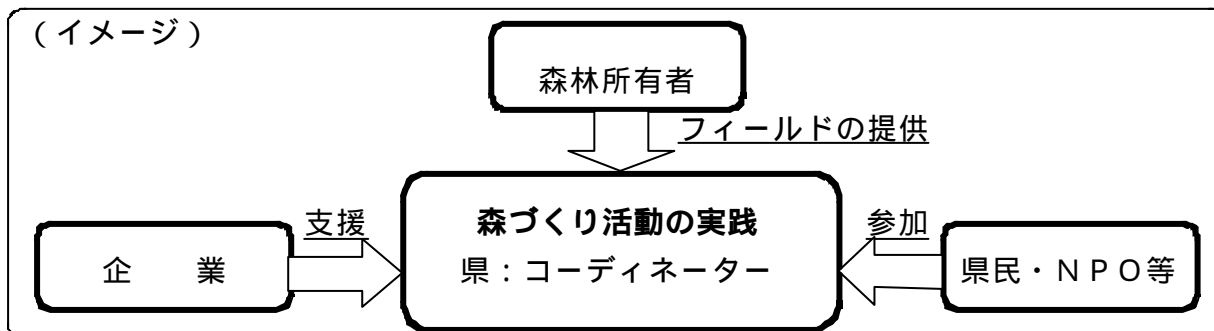 （イメージ）
森林所有者
フィールドの提供
支援
森づくり活動の実践
参加
企　　業
県：コーディネーター
県民・ＮＰＯ等